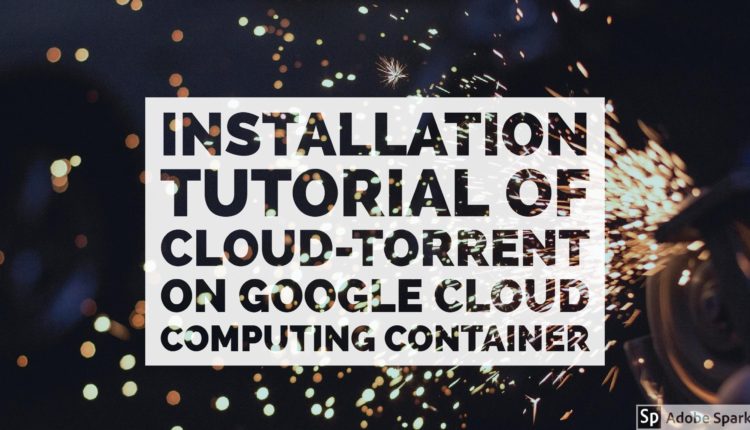 INSTALLATION
TUTORIAL OF
CLOUD-TORRENT
ON GOOGLE CLOUD
COMPUTING CONTAINER
Sp Adobe Spark